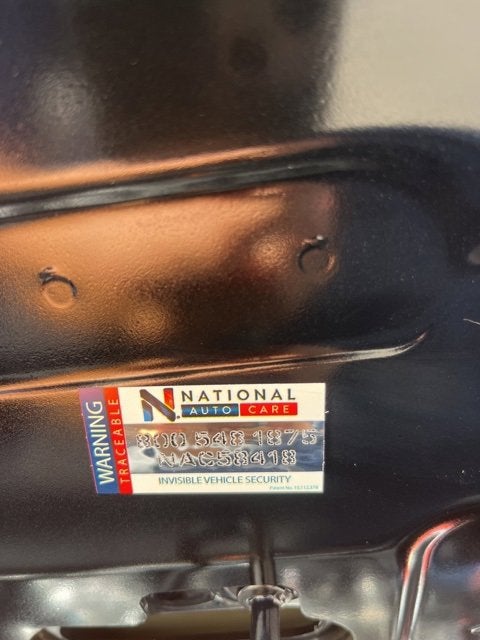 WARNING
TRACEABLE
N. NATIONAL
AUTO CARE
800 548 1875
NAC58418
INVISIBLE VEHICLE SECURITY